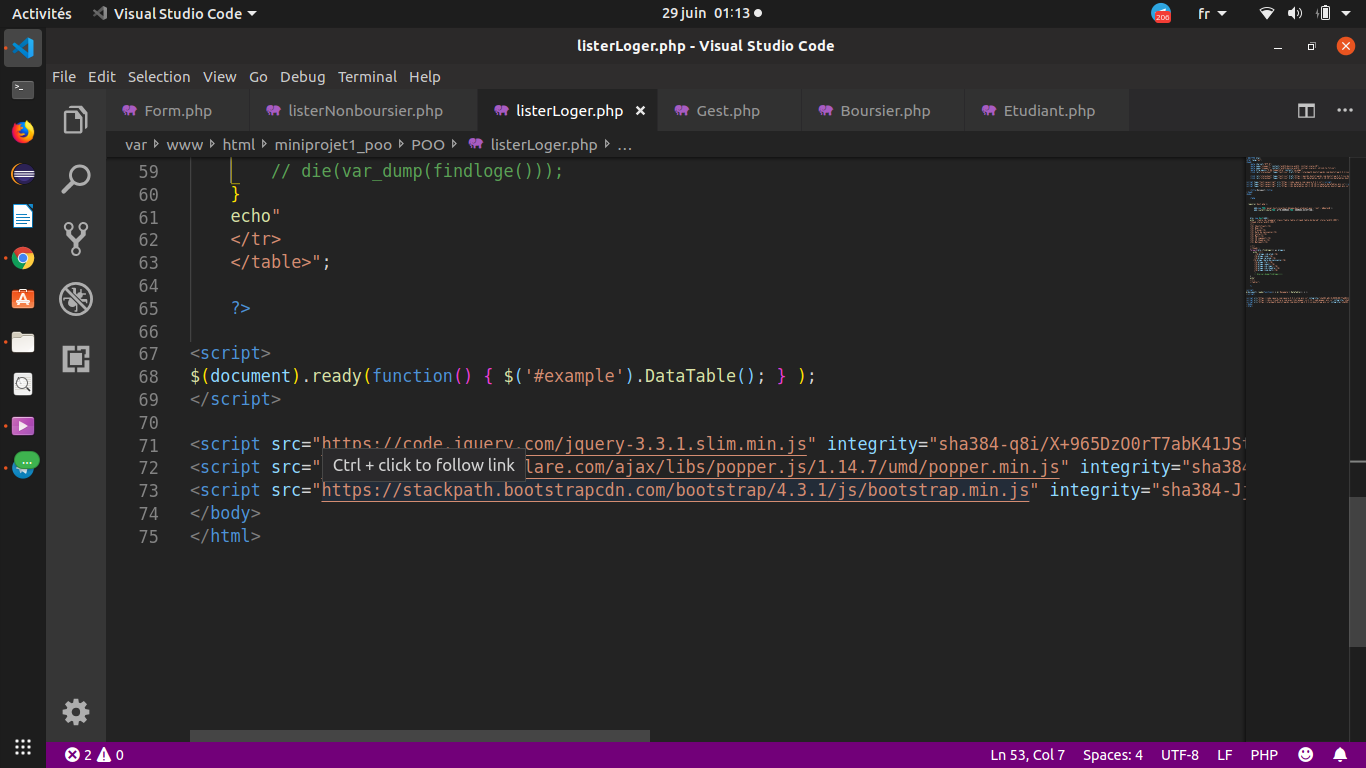 Activités Visual Studio Code 29 juin 01:13 206 fr
listerLoger.php - Visual Studio Code
File Edit Selection View Go Debug Terminal Help
Form.php listerNonboursier.php listerLoger.php Gest.php Boursier.php Etudiant.php
var www html miniprojet1_poo POO listerLoger.php ...
59 // die(var_dump(findloge()));
60 }
61 echo"
62 </tr>
63 </table>";
64
65 ?>
66
67 <script>
68 $(document).ready(function() { $('#example').DataTable(); } );
69 </script>
70
71 <script src="https://code.jquery.com/jquery-3.3.1.slim.min.js" integrity="sha384-q8i/X+965DzO0rT7abK41JSt
Ctrl + click to follow link
72 <script src="lare.com/ajax/libs/popper.js/1.14.7/umd/popper.min.js" integrity="sha384
73 <script src="https://stackpath.bootstrapcdn.com/bootstrap/4.3.1/js/bootstrap.min.js" integrity="sha384-Jj
74 </body>
75 </html>
2 0 Ln 53, Col 7 Spaces: 4 UTF-8 LF PHP